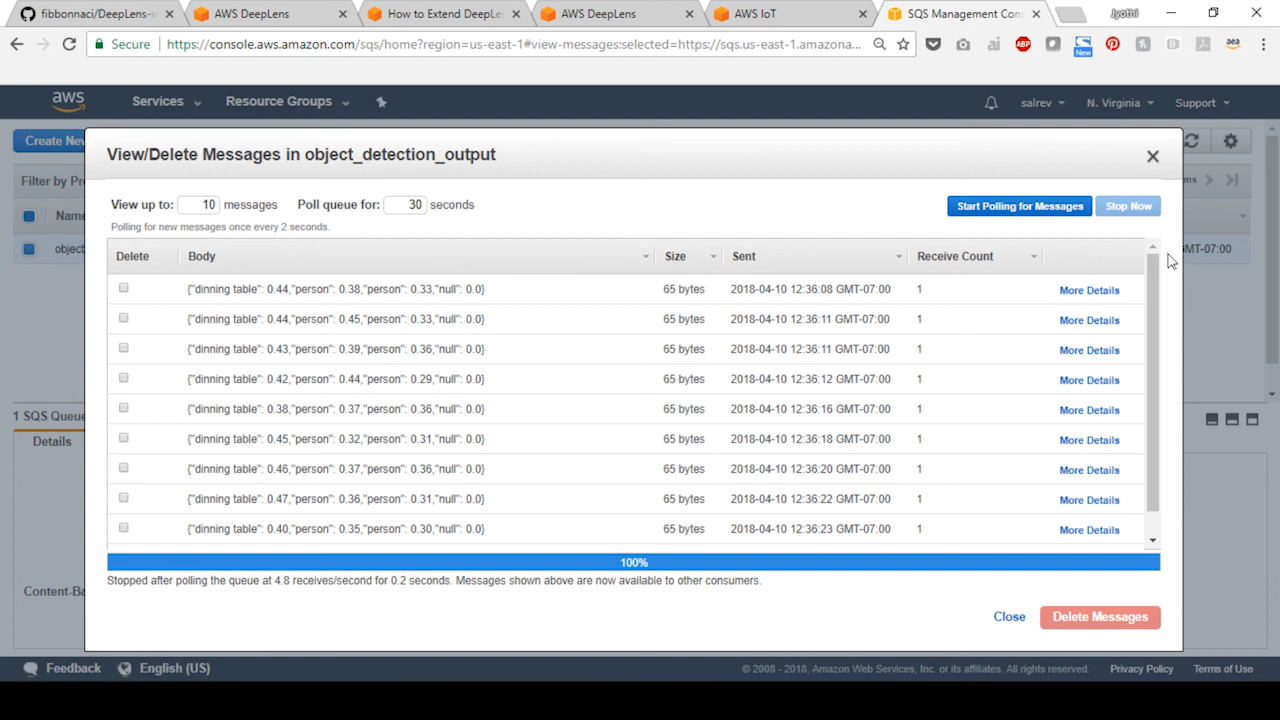 fibbonnaci/DeepLens-w
AWS DeepLens
How to Extend DeepLe
AWS DeepLens
AWS IoT
SQS Management Con
Jyothi
Secure
https://console.aws.amazon.com/sqs/home?region=us-east-1#view-messages:selected=https://sqs.us-east-1.amazona...
ai
ABP
New
aea
aws
Services
Resource Groups
salrev
N. Virginia
Support
Create New
View/Delete Messages in object_detection_output
Filter by Pre
ms
View up to: 10 messages Poll queue for: 30 seconds
Start Polling for Messages
Stop Now
Name
Polling for new messages once every 2 seconds.
object
GMT-07:00
Delete Body Size Sent Receive Count
{"dinning table": 0.44,"person": 0.38,"person": 0.33,"null": 0.0} 65 bytes 2018-04-10 12:36:08 GMT-07:00 1 More Details
{"dinning table": 0.44,"person": 0.45,"person": 0.33,"null": 0.0} 65 bytes 2018-04-10 12:36:11 GMT-07:00 1 More Details
{"dinning table": 0.43,"person": 0.39,"person": 0.36,"null": 0.0} 65 bytes 2018-04-10 12:36:11 GMT-07:00 1 More Details
{"dinning table": 0.42,"person": 0.44,"person": 0.29,"null": 0.0} 65 bytes 2018-04-10 12:36:12 GMT-07:00 1 More Details
{"dinning table": 0.38,"person": 0.37,"person": 0.36,"null": 0.0} 65 bytes 2018-04-10 12:36:16 GMT-07:00 1 More Details
{"dinning table": 0.45,"person": 0.32,"person": 0.31,"null": 0.0} 65 bytes 2018-04-10 12:36:18 GMT-07:00 1 More Details
{"dinning table": 0.46,"person": 0.37,"person": 0.36,"null": 0.0} 65 bytes 2018-04-10 12:36:20 GMT-07:00 1 More Details
{"dinning table": 0.47,"person": 0.36,"person": 0.31,"null": 0.0} 65 bytes 2018-04-10 12:36:22 GMT-07:00 1 More Details
{"dinning table": 0.40,"person": 0.35,"person": 0.30,"null": 0.0} 65 bytes 2018-04-10 12:36:23 GMT-07:00 1 More Details
1 SQS Queue
Details
100%
Stopped after polling the queue at 4.8 receives/second for 0.2 seconds. Messages shown above are now available to other consumers.
Content-Ba
Close
Delete Messages
Feedback
English (US)
© 2008 - 2018, Amazon Web Services, Inc. or its affiliates. All rights reserved.
Privacy Policy
Terms of Use